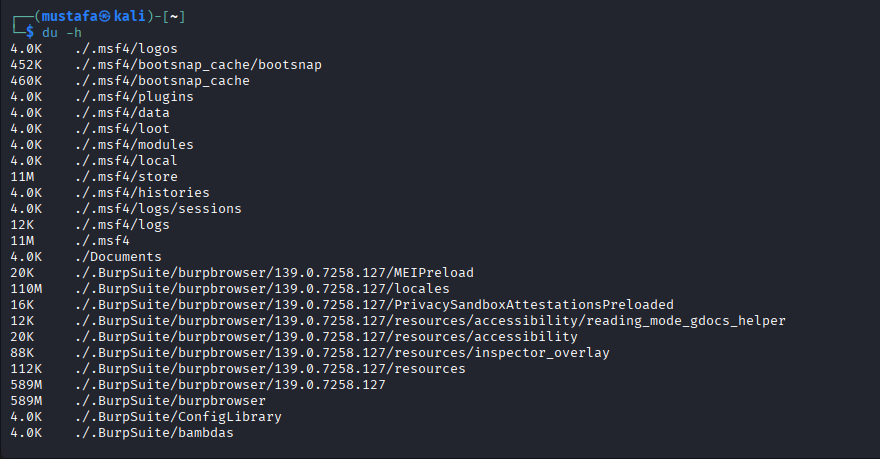 ┌──(mustafa㉿kali)-[~]
└─$ du -h
4.0K	./.msf4/logos
452K	./.msf4/bootsnap_cache/bootsnap
460K	./.msf4/bootsnap_cache
4.0K	./.msf4/plugins
4.0K	./.msf4/data
4.0K	./.msf4/loot
4.0K	./.msf4/modules
4.0K	./.msf4/local
11M	./.msf4/store
4.0K	./.msf4/histories
4.0K	./.msf4/logs/sessions
12K	./.msf4/logs
11M	./.msf4
4.0K	./Documents
20K	./.BurpSuite/burpbrowser/139.0.7258.127/MEIPreload
110M	./.BurpSuite/burpbrowser/139.0.7258.127/locales
16K	./.BurpSuite/burpbrowser/139.0.7258.127/PrivacySandboxAttestationsPreloaded
12K	./.BurpSuite/burpbrowser/139.0.7258.127/resources/accessibility/reading_mode_gdocs_helper
20K	./.BurpSuite/burpbrowser/139.0.7258.127/resources/accessibility
88K	./.BurpSuite/burpbrowser/139.0.7258.127/resources/inspector_overlay
112K	./.BurpSuite/burpbrowser/139.0.7258.127/resources
589M	./.BurpSuite/burpbrowser/139.0.7258.127
589M	./.BurpSuite/burpbrowser
4.0K	./.BurpSuite/ConfigLibrary
4.0K	./.BurpSuite/bambdas